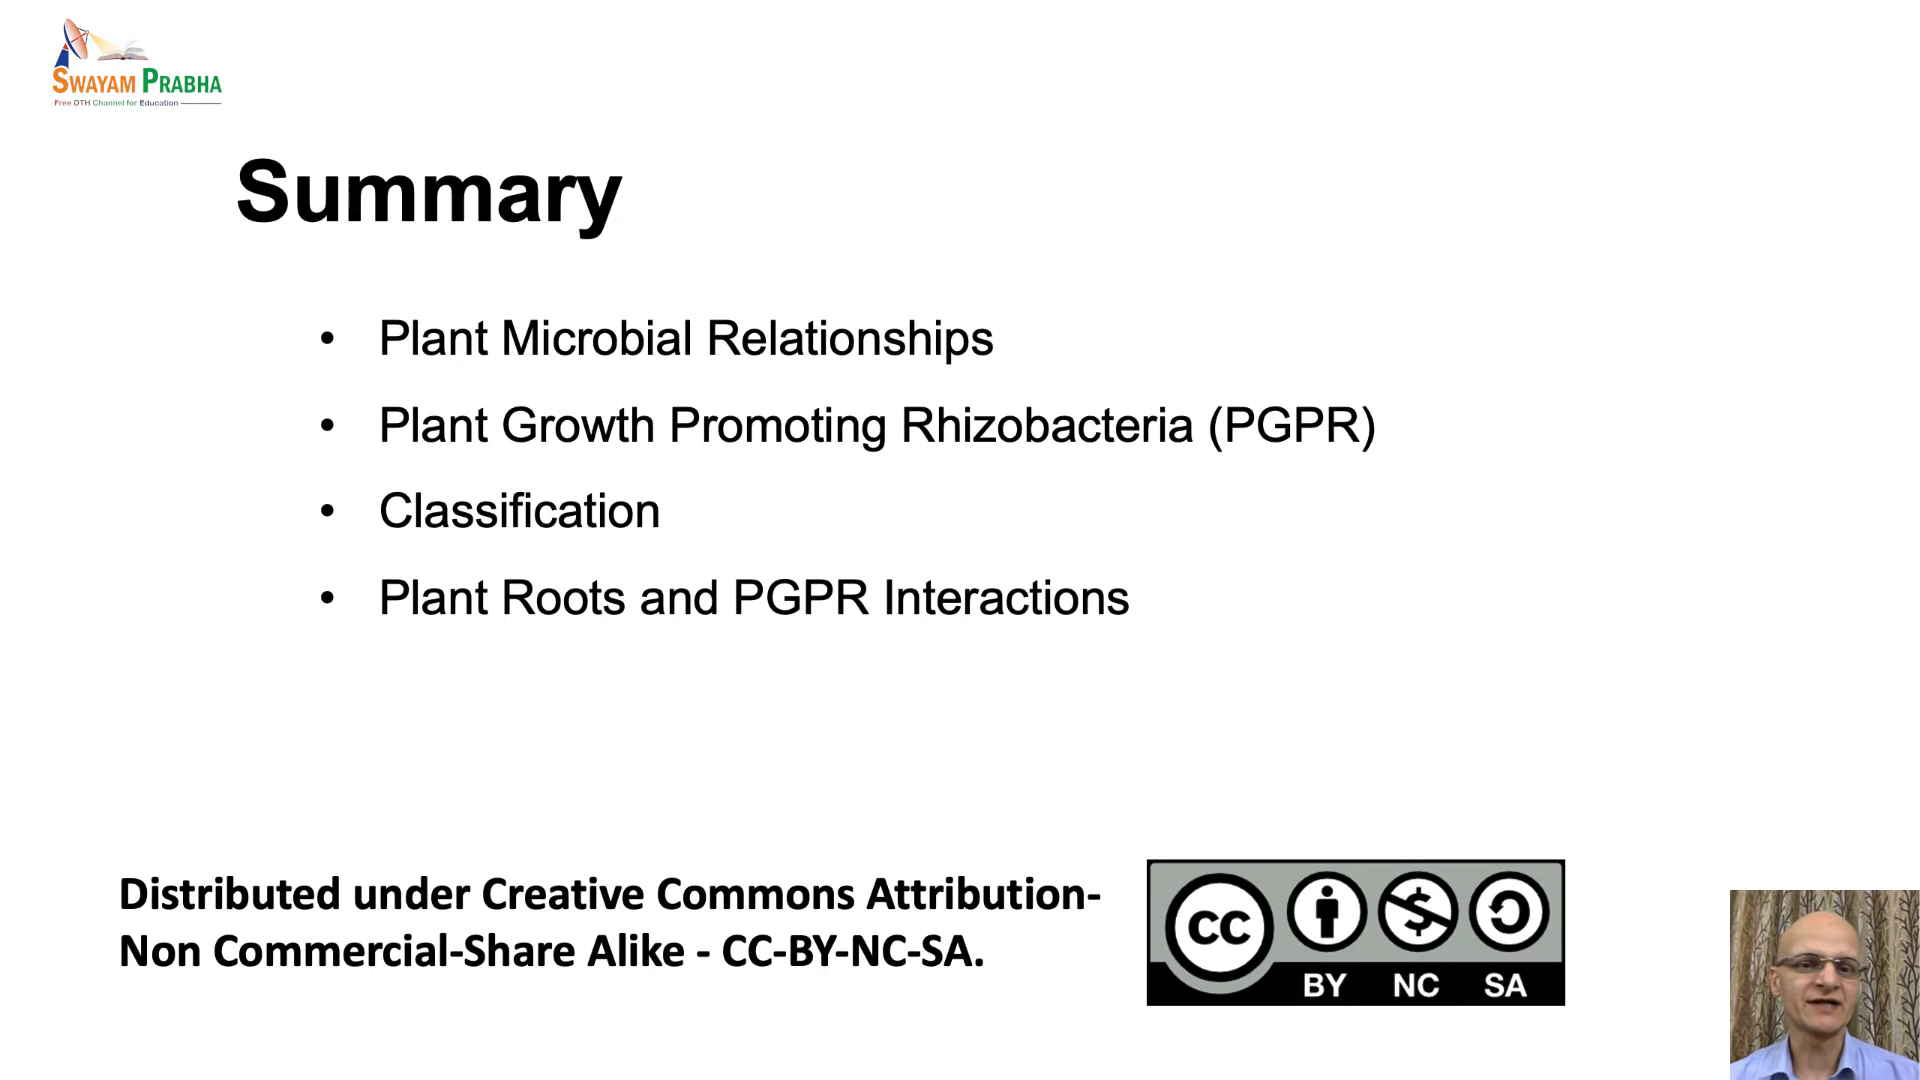 SWAYAM PRABHA
Free DTH Channel for Education
Summary
• Plant Microbial Relationships
• Plant Growth Promoting Rhizobacteria (PGPR)
• Classification
• Plant Roots and PGPR Interactions
Distributed under Creative Commons Attribution-
Non Commercial-Share Alike - CC-BY-NC-SA.
cc
BY NC SA